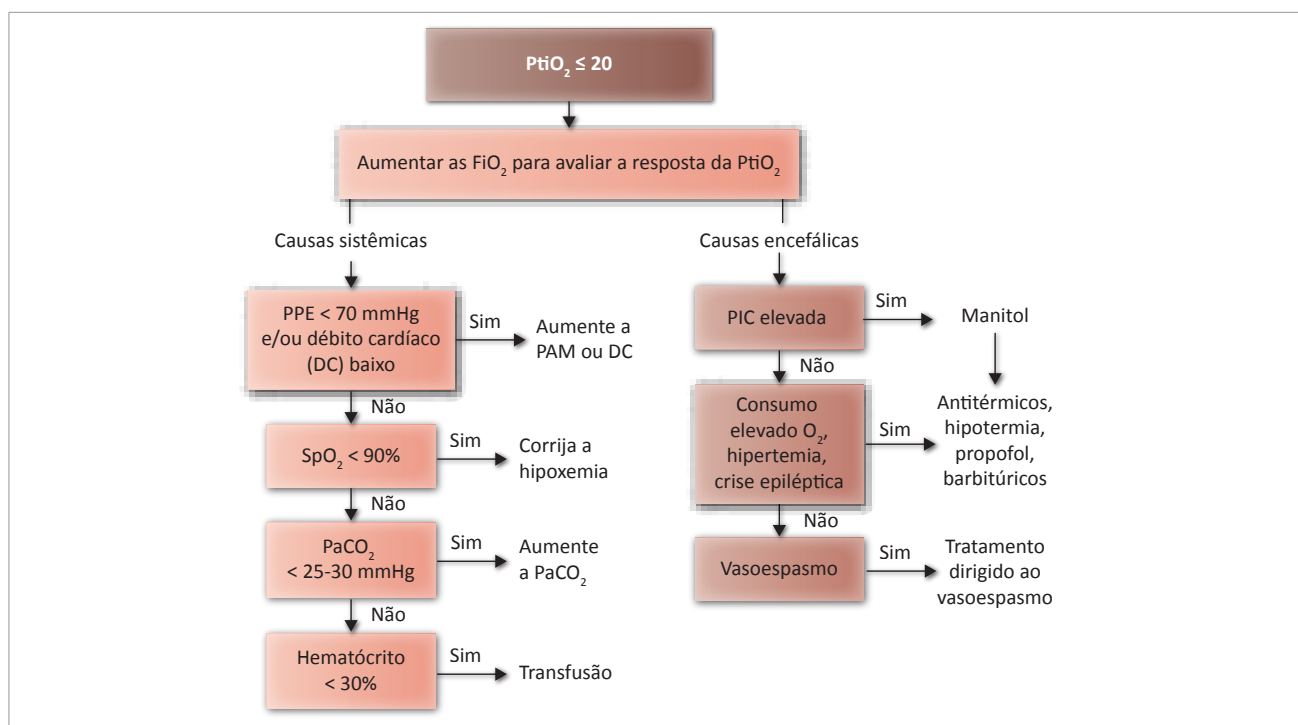 PtiO₂ ≤ 20
Aumentar as FiO₂ para avaliar a resposta da PtiO₂
Causas sistêmicas
PPE < 70 mmHg
e/ou débito cardíaco
(DC) baixo
Sim
Aumente a
PAM ou DC
Não
SpO₂ < 90%
Sim
Corrija a
hipoxemia
Não
PaCO₂
< 25-30 mmHg
Sim
Aumente
a PaCO₂
Não
Hematócrito
< 30%
Sim
Transfusão
Causas encefálicas
PIC elevada
Sim
Manitol
Não
Consumo
elevado O₂,
hipertemia,
crise epiléptica
Sim
Antitérmicos,
hipotermia,
propofol,
barbitúricos
Não
Vasoespasmo
Sim
Tratamento
dirigido ao
vasoespasmo